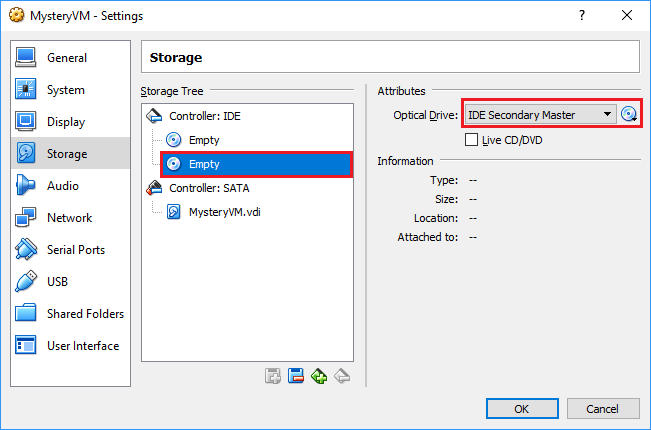 MysteryVM - Settings
General
System
Display
Storage
Audio
Network
Serial Ports
USB
Shared Folders
User Interface
Storage
Storage Tree
Controller: IDE
Empty
Empty
Controller: SATA
MysteryVM.vdi
Attributes
Optical Drive: IDE Secondary Master
Live CD/DVD
Information
Type: --
Size: --
Location: --
Attached to: --
OK
Cancel